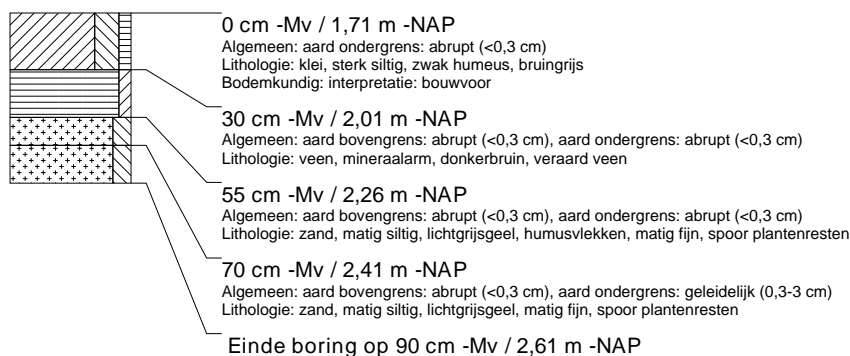 0 cm -Mv / 1,71 m -NAP
Algemeen: aard ondergrens: abrupt (<0,3 cm)
Lithologie: klei, sterk siltig, zwak humeus, bruingrijs
Bodemkundig: interpretatie: bouwvoor
30 cm -Mv / 2,01 m -NAP
Algemeen: aard bovengrens: abrupt (<0,3 cm), aard ondergrens: abrupt (<0,3 cm)
Lithologie: veen, mineraalarm, donkerbruin, veraard veen
55 cm -Mv / 2,26 m -NAP
Algemeen: aard bovengrens: abrupt (<0,3 cm), aard ondergrens: abrupt (<0,3 cm)
Lithologie: zand, matig siltig, lichtgrijsgeel, humusvlekken, matig fijn, spoor plantenresten
70 cm -Mv / 2,41 m -NAP
Algemeen: aard bovengrens: abrupt (<0,3 cm), aard ondergrens: geleidelijk (0,3-3 cm)
Lithologie: zand, matig siltig, lichtgrijsgeel, matig fijn, spoor plantenresten
Einde boring op 90 cm -Mv / 2,61 m -NAP